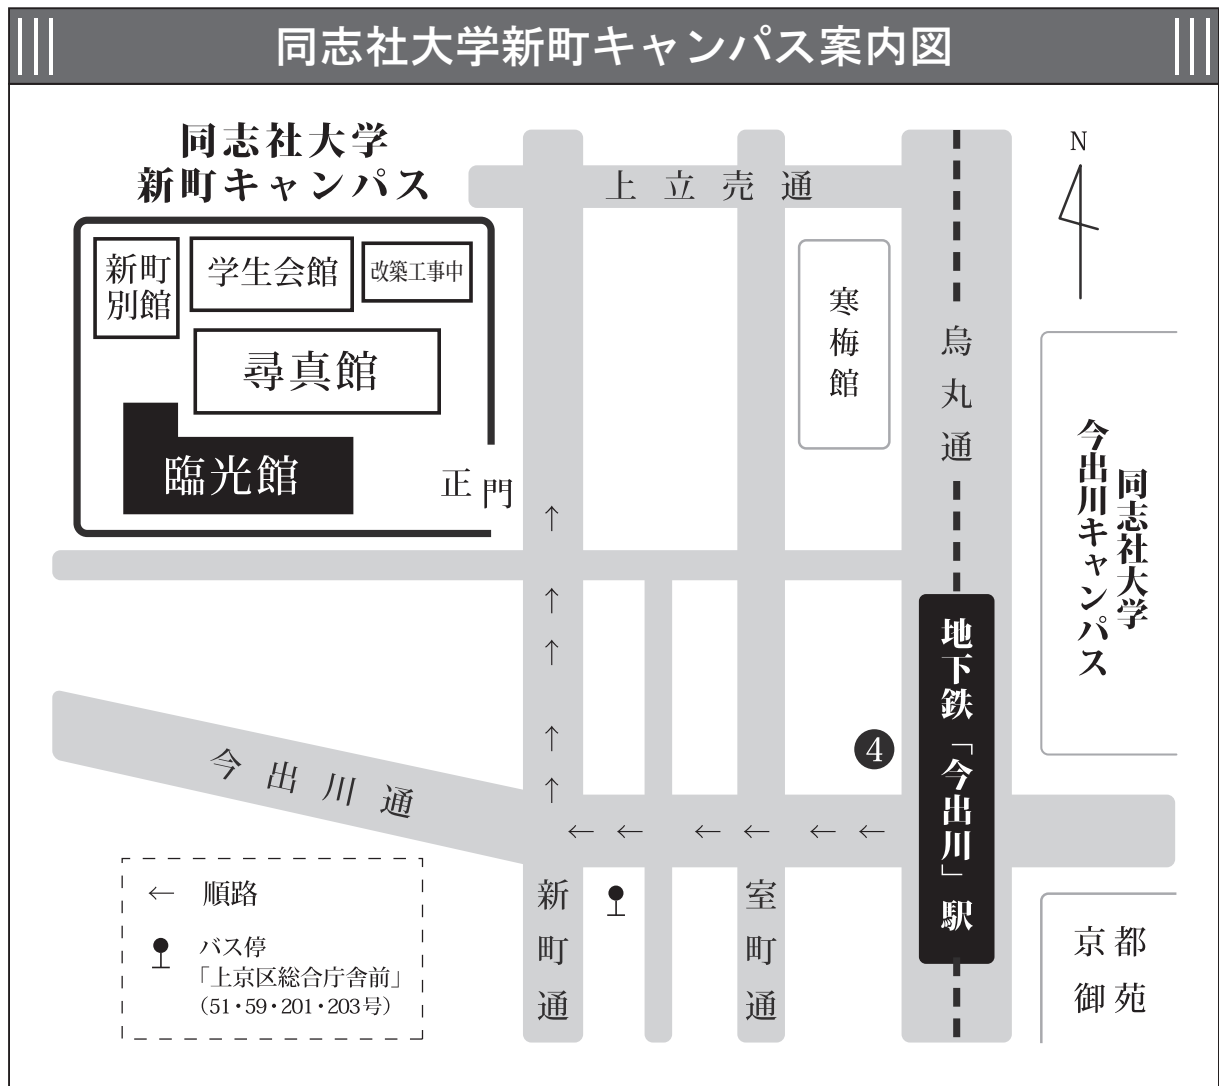 同志社大学新町キャンパス案内図
同志社大学
新町キャンパス
新町
別館
学生会館
改築工事中
尋真館
臨光館
正門
上立売通
寒梅館
烏丸通
N
同志社大学
今出川キャンパス
地下鉄「今出川」駅
4
今出川通
新町通
室町通
京都
御苑
← 順路
バス停
「上京区総合庁舎前」
（51・59・201・203号）